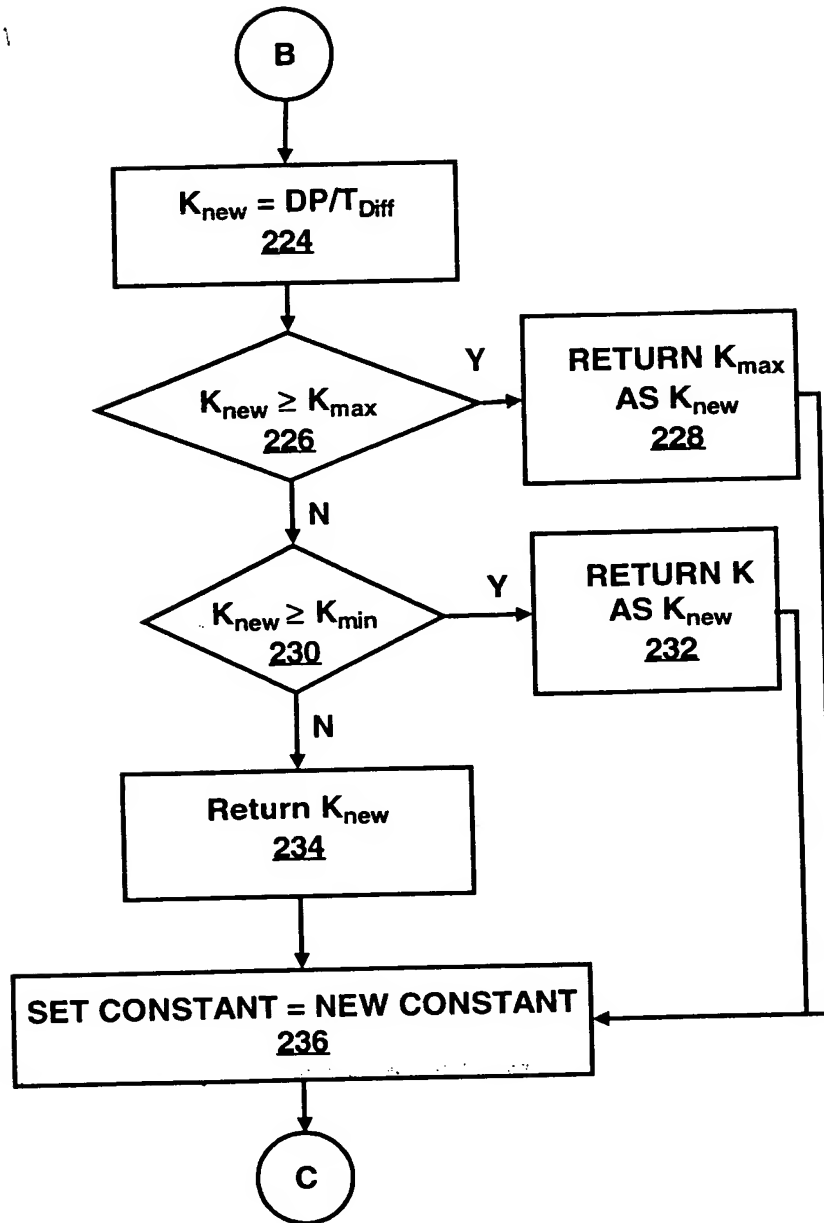 B
K_new = DP/T_Diff
224
K_new ≥ K_max
226
Y
RETURN K_max
AS K_new
228
N
K_new ≥ K_min
230
Y
RETURN K
AS K_new
232
N
Return K_new
234
SET CONSTANT = NEW CONSTANT
236
C